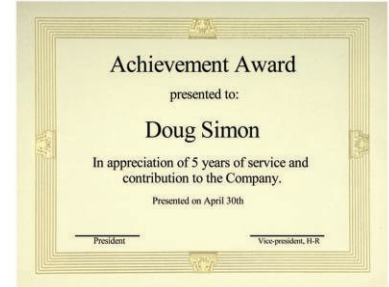 Achievement Award
presented to:
Doug Simon
In appreciation of 5 years of service and
contribution to the Company.
Presented on April 30th
President
Vice-president, H-R